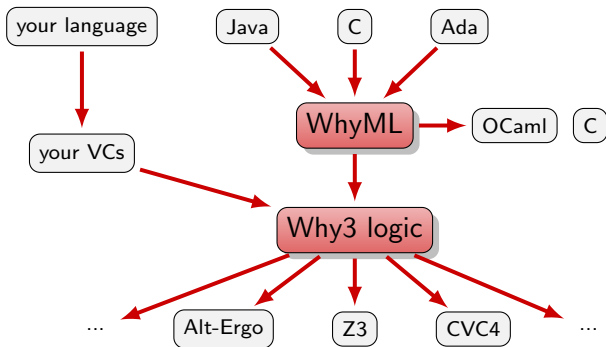 your language
Java
C
Ada
WhyML
OCaml
C
your VCs
Why3 logic
...
Alt-Ergo
Z3
CVC4
...